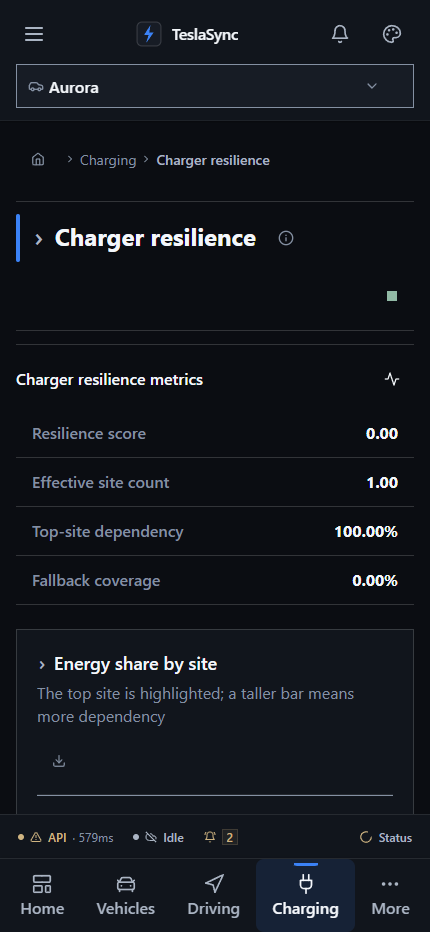 TeslaSync
Aurora
Charging
Charger resilience
Charger resilience
Charger resilience metrics
Resilience score
0.00
Effective site count
1.00
Top-site dependency
100.00%
Fallback coverage
0.00%
Energy share by site
The top site is highlighted; a taller bar means
more dependency
API · 579ms
Idle
2
Status
Home
Vehicles
Driving
Charging
More